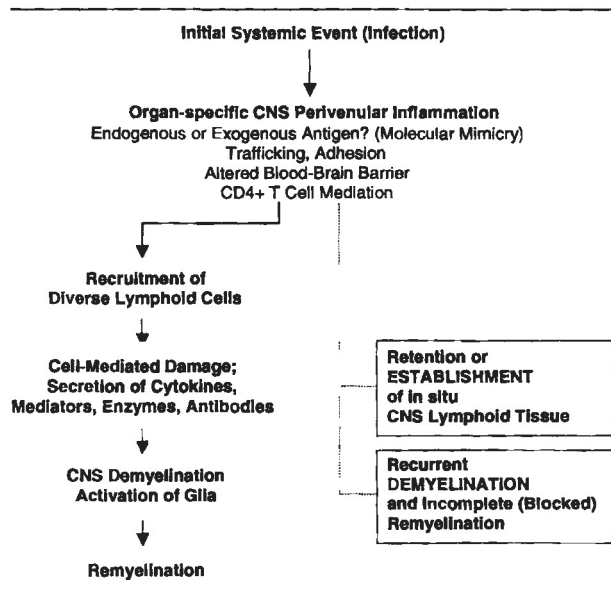 Initial Systemic Event (Infection)
Organ-specific CNS Perivenular Inflammation
Endogenous or Exogenous Antigen? (Molecular Mimicry)
Trafficking, Adhesion
Altered Blood-Brain Barrier
CD4+ T Cell Mediation
Recruitment of
Diverse Lymphoid Cells
Cell-Mediated Damage;
Secretion of Cytokines,
Mediators, Enzymes, Antibodies
CNS Demyelination
Activation of Glia
Remyelination
Retention or
ESTABLISHMENT
of in situ
CNS Lymphoid Tissue
Recurrent
DEMYELINATION
and Incomplete (Blocked)
Remyelination